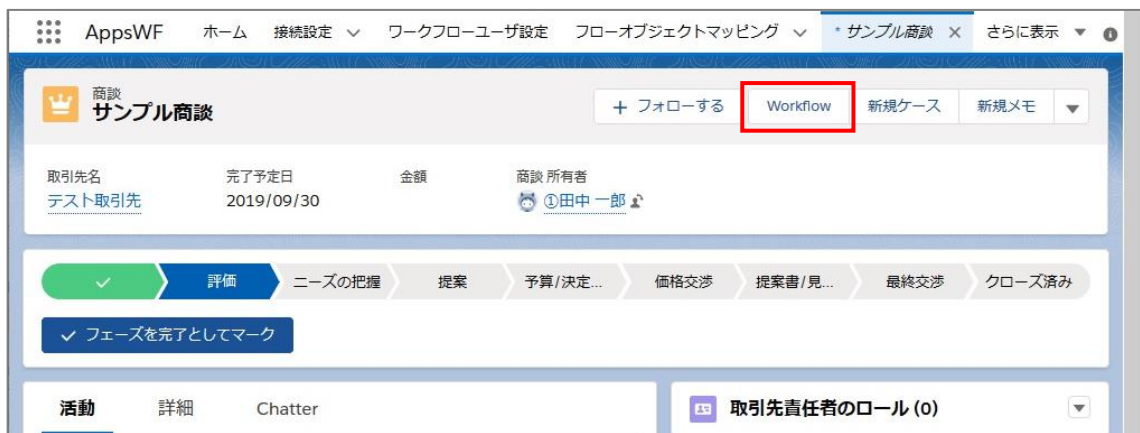 AppsWF ホーム 接続設定 ワークフローユーザ設定 フローオブジェクトマッピング * サンプル商談 × さらに表示
商談
サンプル商談
+ フォローする Workflow 新規ケース 新規メモ
取引先名 完了予定日 金額 商談 所有者
テスト取引先 2019/09/30 ①田中 一郎
評価 ニーズの把握 提案 予算/決定... 価格交渉 提案書/見... 最終交渉 クローズ済み
フェーズを完了としてマーク
活動 詳細 Chatter 取引先責任者のロール (0)